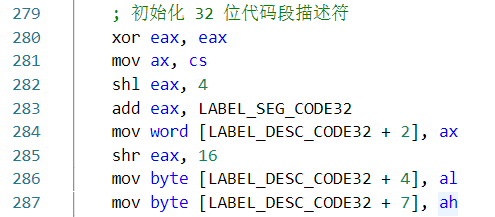 279 ; 初始化 32 位代码段描述符
280 xor eax, eax
281 mov ax, cs
282 shl eax, 4
283 add eax, LABEL_SEG_CODE32
284 mov word [LABEL_DESC_CODE32 + 2], ax
285 shr eax, 16
286 mov byte [LABEL_DESC_CODE32 + 4], al
287 mov byte [LABEL_DESC_CODE32 + 7], ah